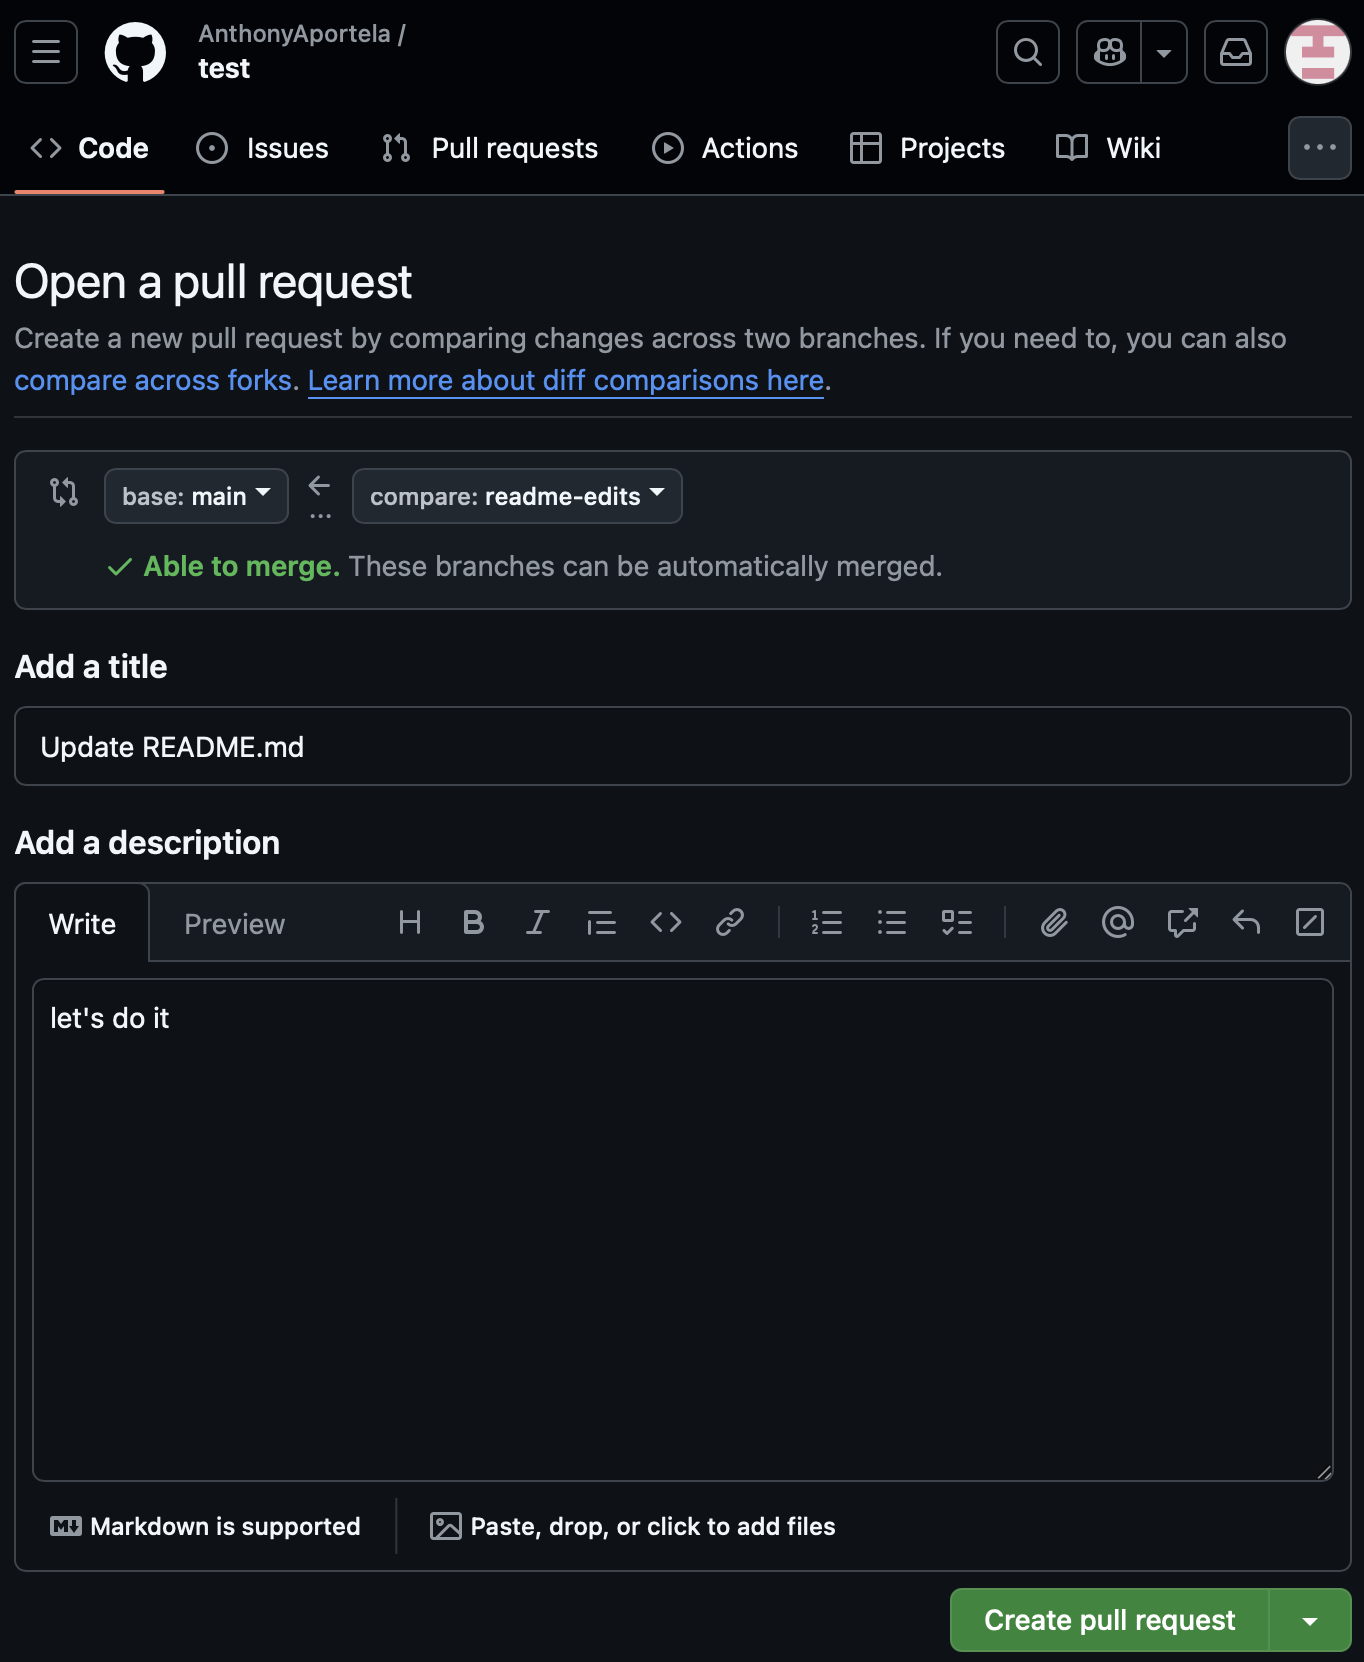 AnthonyAportela /
test
Code Issues Pull requests Actions Projects Wiki
Open a pull request
Create a new pull request by comparing changes across two branches. If you need to, you can also
compare across forks. Learn more about diff comparisons here.
base: main compare: readme-edits
Able to merge. These branches can be automatically merged.
Add a title
Update README.md
Add a description
Write Preview
let's do it
Markdown is supported Paste, drop, or click to add files
Create pull request